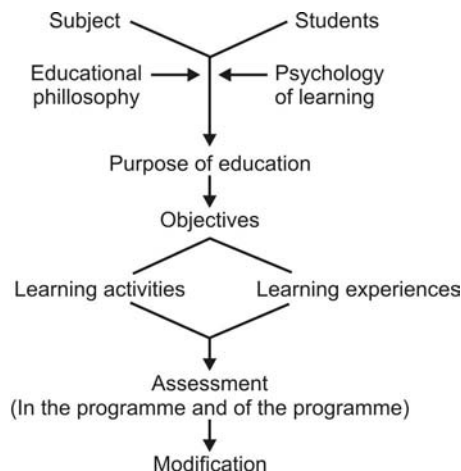 Subject
Students
Educational
phillosophy
Psychology
of learning
Purpose of education
Objectives
Learning activities
Learning experiences
Assessment
(In the programme and of the programme)
Modification